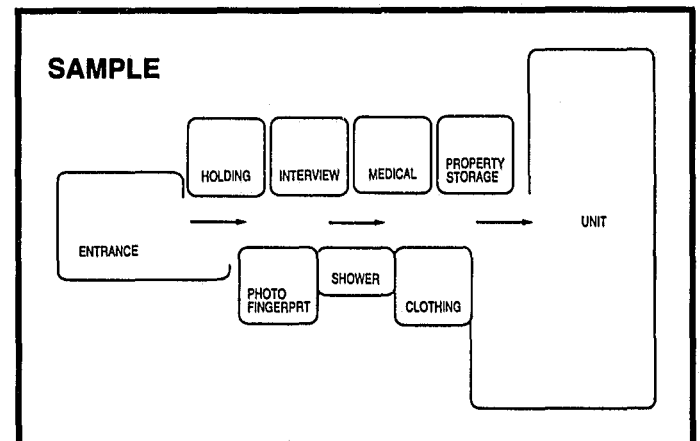 SAMPLE
HOLDING
INTERVIEW
MEDICAL
PROPERTY
STORAGE
ENTRANCE
UNIT
PHOTO
FINGERPRT
SHOWER
CLOTHING